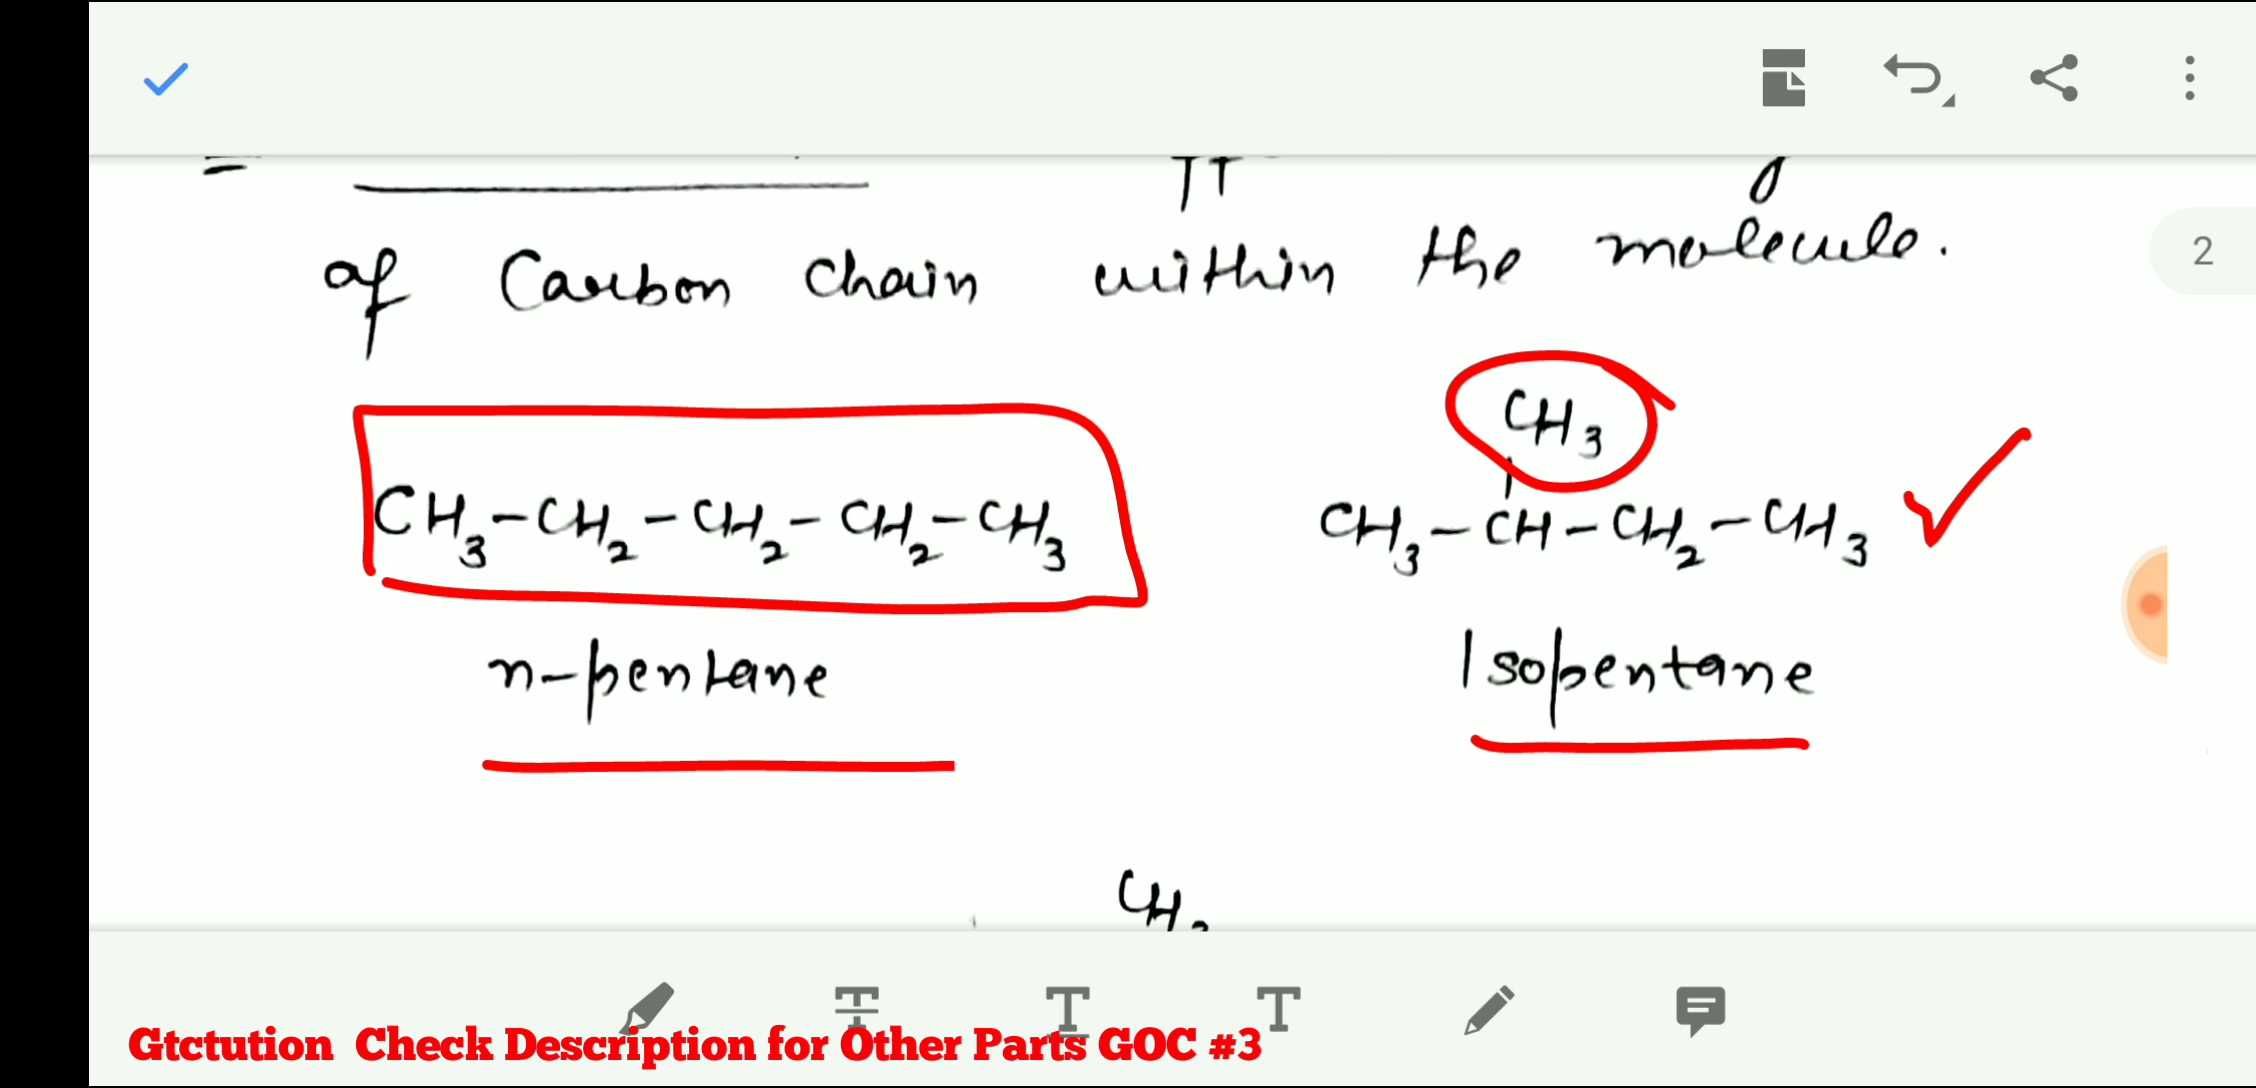 2
of Carbon chain within the molecule.
CH3
CH3-CH2-CH2-CH2-CH3
CH3-CH-CH2-CH3
n-pentane
Isopentane
Gtctution Check Description for Other Parts GOC #3